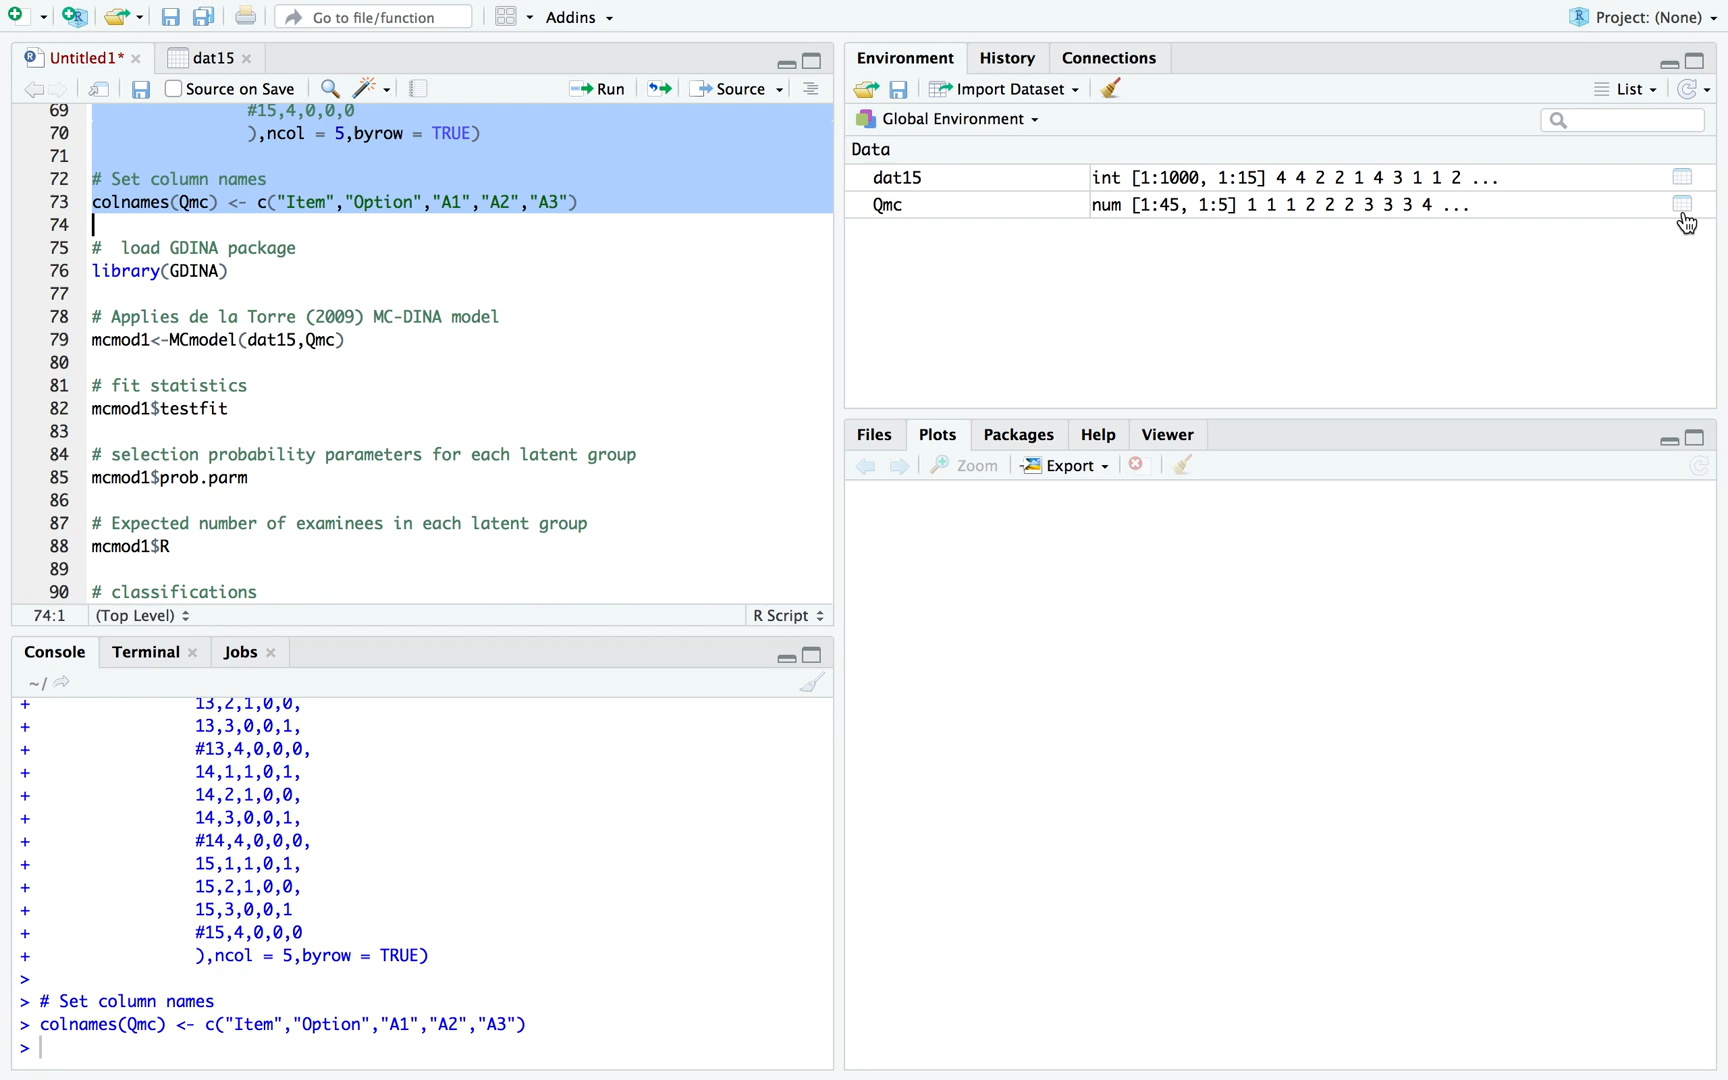 Go to file/function
Addins
Project: (None)
Untitled1*
dat15
Source on Save
Run
Source
69 #15,4,0,0,0
70 ),ncol = 5,byrow = TRUE)
71
72 # Set column names
73 colnames(Qmc) <- c("Item","Option","A1","A2","A3")
74
75 #  load GDINA package
76 library(GDINA)
77
78 # Applies de la Torre (2009) MC-DINA model
79 mcmod1<-MCmodel(dat15,Qmc)
80
81 # fit statistics
82 mcmod1$testfit
83
84 # selection probability parameters for each latent group
85 mcmod1$prob.parm
86
87 # Expected number of examinees in each latent group
88 mcmod1$R
89
90 # classifications
74:1 (Top Level) R Script
Console Terminal Jobs
~/
+ 13,2,1,0,0,
+ 13,3,0,0,1,
+ #13,4,0,0,0,
+ 14,1,1,0,1,
+ 14,2,1,0,0,
+ 14,3,0,0,1,
+ #14,4,0,0,0,
+ 15,1,1,0,1,
+ 15,2,1,0,0,
+ 15,3,0,0,1
+ #15,4,0,0,0
+ ),ncol = 5,byrow = TRUE)
>
> # Set column names
> colnames(Qmc) <- c("Item","Option","A1","A2","A3")
>
Environment History Connections
Import Dataset
List
Global Environment
Data
dat15 int [1:1000, 1:15] 4 4 2 2 1 4 3 1 1 2 ...
Qmc num [1:45, 1:5] 1 1 1 2 2 2 3 3 3 4 ...
Files Plots Packages Help Viewer
Zoom Export